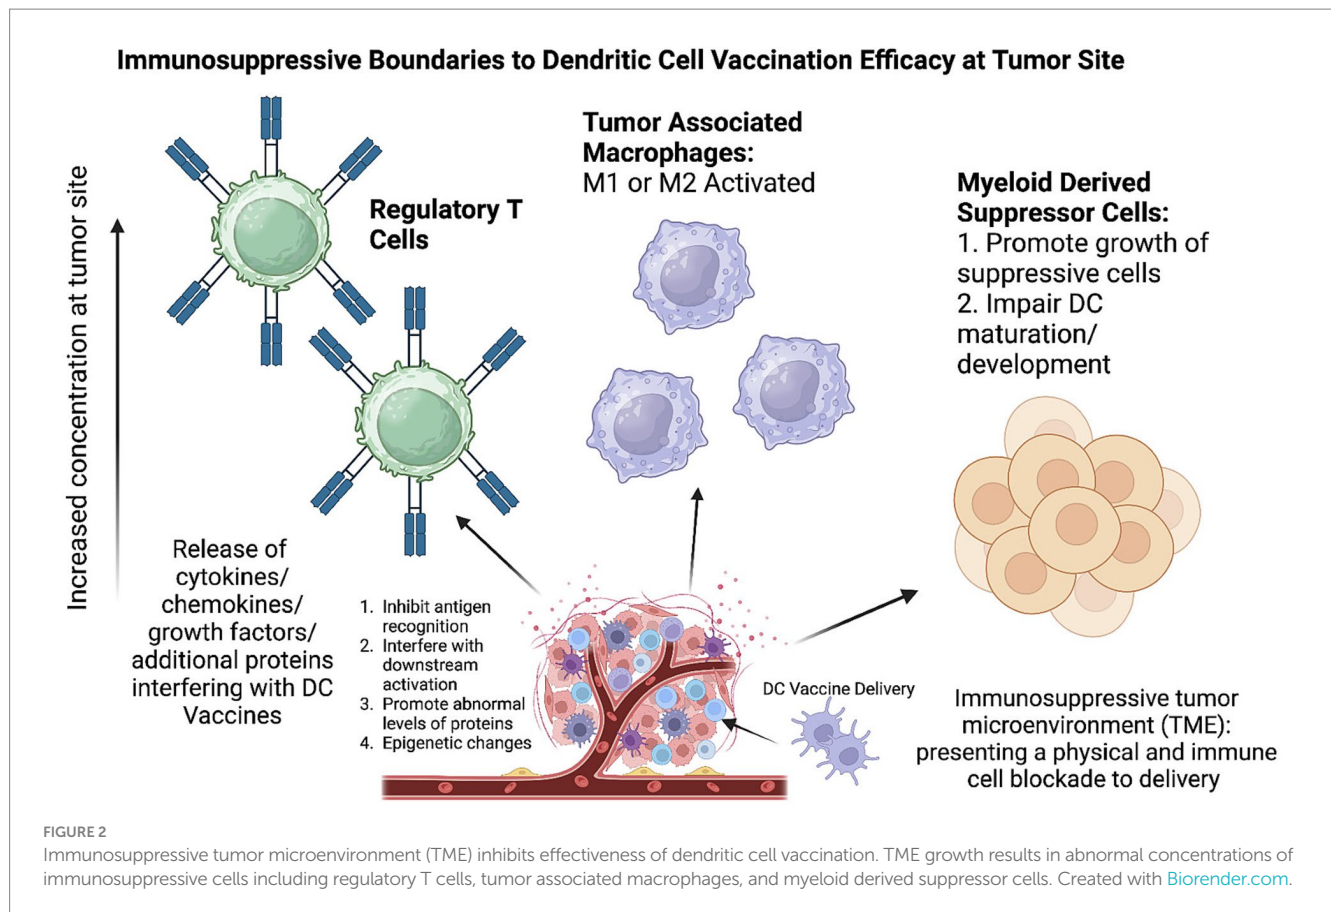 Immunosuppressive Boundaries to Dendritic Cell Vaccination Efficacy at Tumor Site
Increased concentration at tumor site
Regulatory T
Cells
Tumor Associated
Macrophages:
M1 or M2 Activated
Myeloid Derived
Suppressor Cells:
1. Promote growth of
suppressive cells
2. Impair DC
maturation/
development
Release of
cytokines/
chemokines/
growth factors/
additional proteins
interfering with DC
Vaccines
1. Inhibit antigen
recognition
2. Interfere with
downstream
activation
3. Promote abnormal
levels of proteins
4. Epigenetic changes
DC Vaccine Delivery
Immunosuppressive tumor
microenvironment (TME):
presenting a physical and immune
cell blockade to delivery
FIGURE 2
Immunosuppressive tumor microenvironment (TME) inhibits effectiveness of dendritic cell vaccination. TME growth results in abnormal concentrations of
immunosuppressive cells including regulatory T cells, tumor associated macrophages, and myeloid derived suppressor cells. Created with Biorender.com.